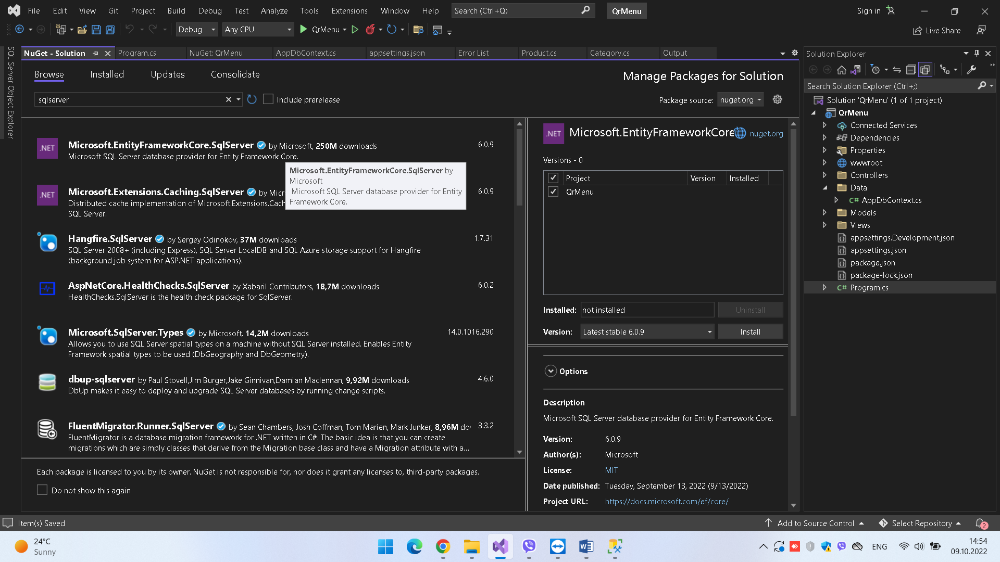 File Edit View Git Project Build Debug Test Analyze Tools Extensions Window Help Search (Ctrl+Q) QrMenu Sign in
Debug Any CPU QrMenu Live Share
SQL Server Object Explorer
NuGet - Solution Program.cs NuGet: QrMenu AppDbContext.cs appsettings.json Error List Product.cs Category.cs Output
Browse Installed Updates Consolidate
Manage Packages for Solution
sqlserver Include prerelease
Package source: nuget.org
Microsoft.EntityFrameworkCore.SqlServer by Microsoft, 250M downloads 6.0.9
Microsoft SQL Server database provider for Entity Framework Core.
Microsoft.EntityFrameworkCore.SqlServer by
Microsoft
Microsoft SQL Server database provider for Entity
Framework Core.
Microsoft.Extensions.Caching.SqlServer by Micr 6.0.9
Distributed cache implementation of Microsoft.Extensions.Cach
SQL Server.
Hangfire.SqlServer by Sergey Odinokov, 37M downloads 1.7.31
SQL Server 2008+ (including Express), SQL Server LocalDB and SQL Azure storage support for Hangfire
(background job system for ASP.NET applications).
AspNetCore.HealthChecks.SqlServer by Xabaril Contributors, 18,7M downloads 6.0.2
HealthChecks.SqlServer is the health check package for SqlServer.
Microsoft.SqlServer.Types by Microsoft, 14,2M downloads 14.0.1016.290
Allows you to use SQL Server spatial types on a machine without SQL Server installed. Enables Entity
Framework spatial types to be used (DbGeography and DbGeometry).
dbup-sqlserver by Paul Stovell,Jim Burger,Jake Ginnivan,Damian Maclennan, 9,92M downloads 4.6.0
DbUp makes it easy to deploy and upgrade SQL Server databases by running change scripts.
FluentMigrator.Runner.SqlServer by Sean Chambers, Josh Coffman, Tom Marien, Mark Junker, 8,96M dov 3.3.2
FluentMigrator is a database migration framework for .NET written in C#. The basic idea is that you can create
migrations which are simply classes that derive from the Migration base class and have a Migration attribute with a...
Each package is licensed to you by its owner. NuGet is not responsible for, nor does it grant any licenses to, third-party packages.
Do not show this again
.NET
.NET
.NET Microsoft.EntityFrameworkCore nuget.org
Versions - 0
Project Version Installed
QrMenu
Installed: not installed Uninstall
Version: Latest stable 6.0.9 Install
Options
Description
Microsoft SQL Server database provider for Entity Framework Core.
Version: 6.0.9
Author(s): Microsoft
License: MIT
Date published: Tuesday, September 13, 2022 (9/13/2022)
Project URL: https://docs.microsoft.com/ef/core/
Solution Explorer
Search Solution Explorer (Ctrl+;)
Solution 'QrMenu' (1 of 1 project)
QrMenu
Connected Services
Dependencies
Properties
wwwroot
Controllers
Data
C# AppDbContext.cs
Models
Views
appsettings.Development.json
appsettings.json
package.json
package-lock.json
C# Program.cs
Item(s) Saved Add to Source Control Select Repository 2
24°C
Sunny
ENG
14:54
09.10.2022